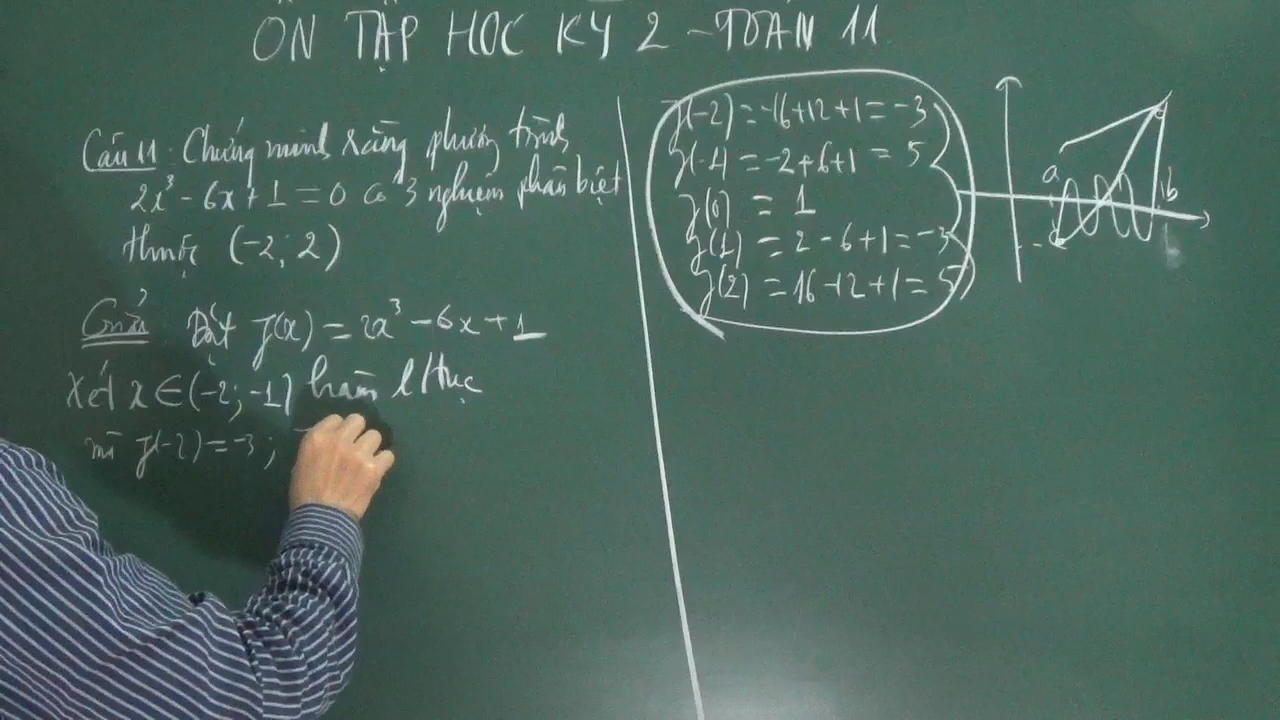 ÔN TẬP HỌC KỲ 2 - TOÁN 11
Câu 11: Chứng minh rằng phương trình
2x³ - 6x + 1 = 0 có 3 nghiệm phân biệt
thuộc (-2; 2)
Giải Đặt f(x) = 2x³ - 6x + 1
Xét x ∈ (-2; -1) hàm liên tục
mà f(-2) = -3;
f(-2) = -16+12+1 = -3
f(-1) = -2+6+1 = 5
f(0) = 1
f(1) = 2 - 6 + 1 = -3
f(2) = 16 - 12 + 1 = 5
a
b
b